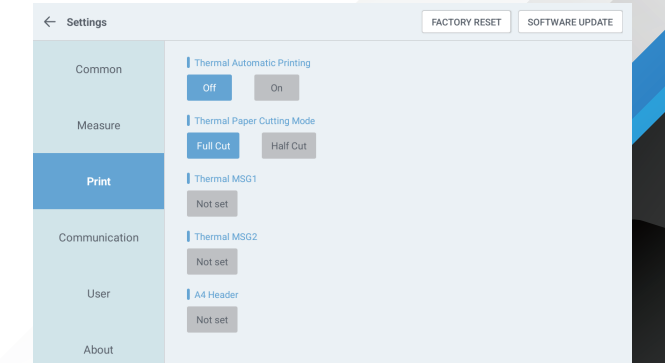 Settings
FACTORY RESET
SOFTWARE UPDATE
Common
Measure
Print
Communication
User
About
Thermal Automatic Printing
Off
On
Thermal Paper Cutting Mode
Full Cut
Half Cut
Thermal MSG1
Not set
Thermal MSG2
Not set
A4 Header
Not set